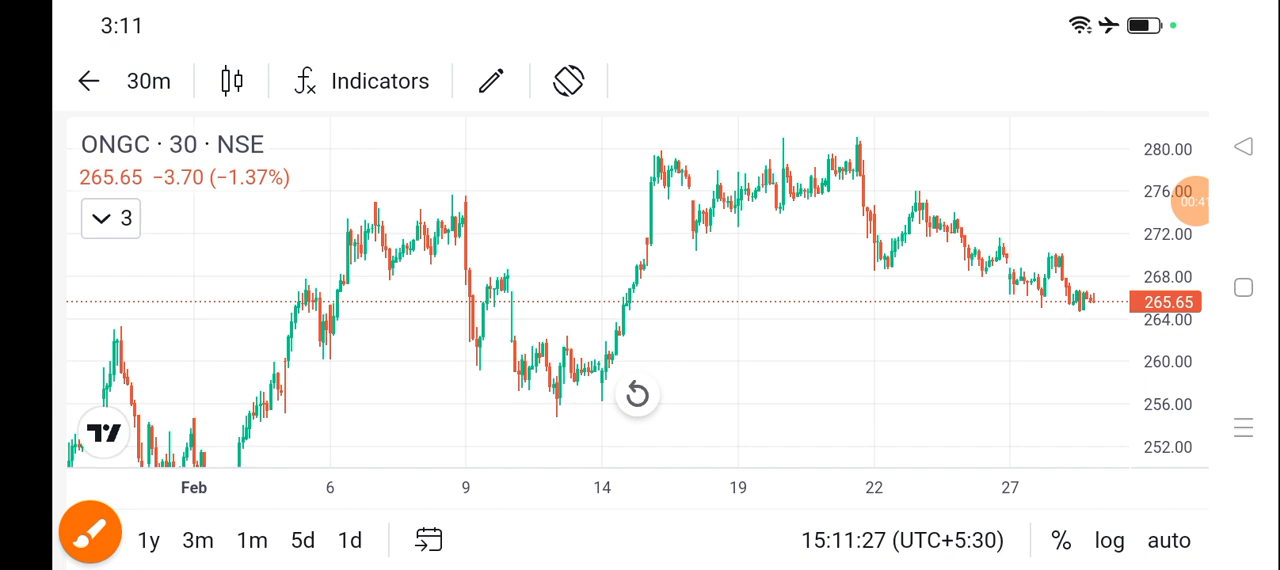 3:11
30m
Indicators
ONGC · 30 · NSE
265.65 −3.70 (−1.37%)
3
280.00
276.00
00:41
272.00
268.00
265.65
264.00
260.00
256.00
252.00
Feb 6 9 14 19 22 27
1y 3m 1m 5d 1d 15:11:27 (UTC+5:30) % log auto